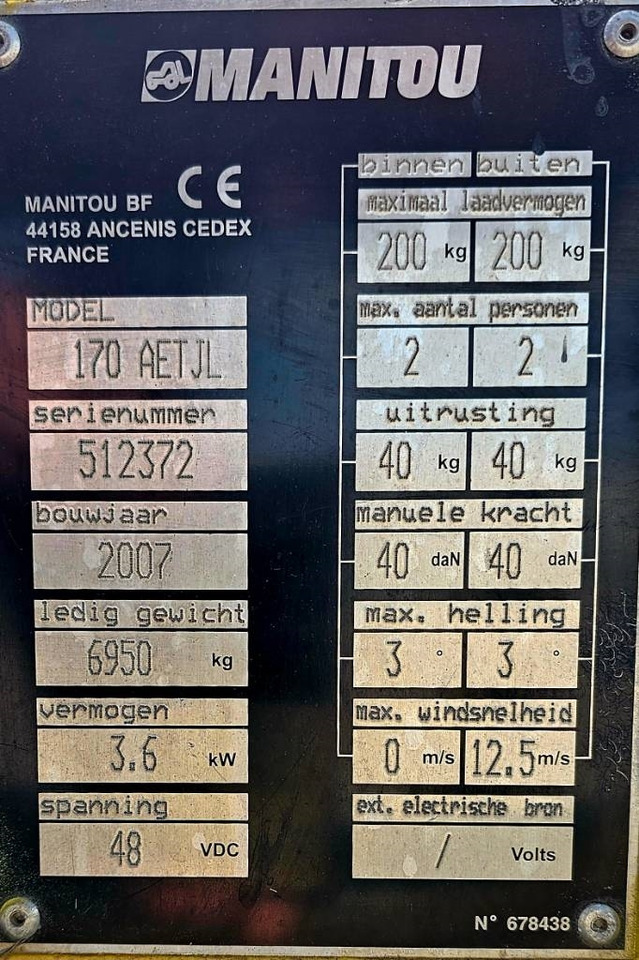 MANITOU
MANITOU BF CE
44158 ANCENIS CEDEX
FRANCE
MODEL
170 AETJL
serienummer
512372
bouwjaar
2007
ledig gewicht
6950 kg
vermogen
3.6 kW
spanning
48 VDC
binnen buiten
maximaal laadvermogen
200 kg 200 kg
max. aantal personen
2 2
uitrusting
40 kg 40 kg
manuele kracht
40 daN 40 daN
max. helling
3 ° 3 °
max. windsnelheid
0 m/s 12.5 m/s
ext. electrische bron
/ Volts
N° 678438